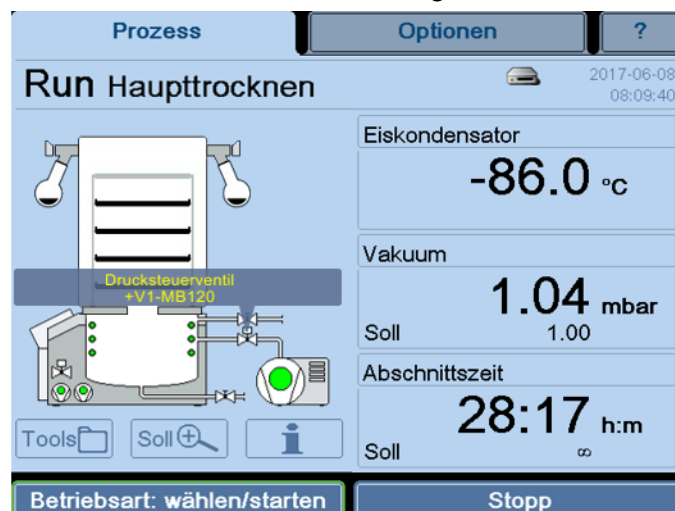 Prozess
Optionen
?
Run Haupttrocknen
2017-06-08
08:09:40
Eiskondensator
-86.0 °C
Vakuum
1.04 mbar
Soll 1.00
Abschnittszeit
28:17 h:m
Soll ∞
Drucksteuerventil
+V1-MB120
Tools
Soll
i
Betriebsart: wählen/starten
Stopp